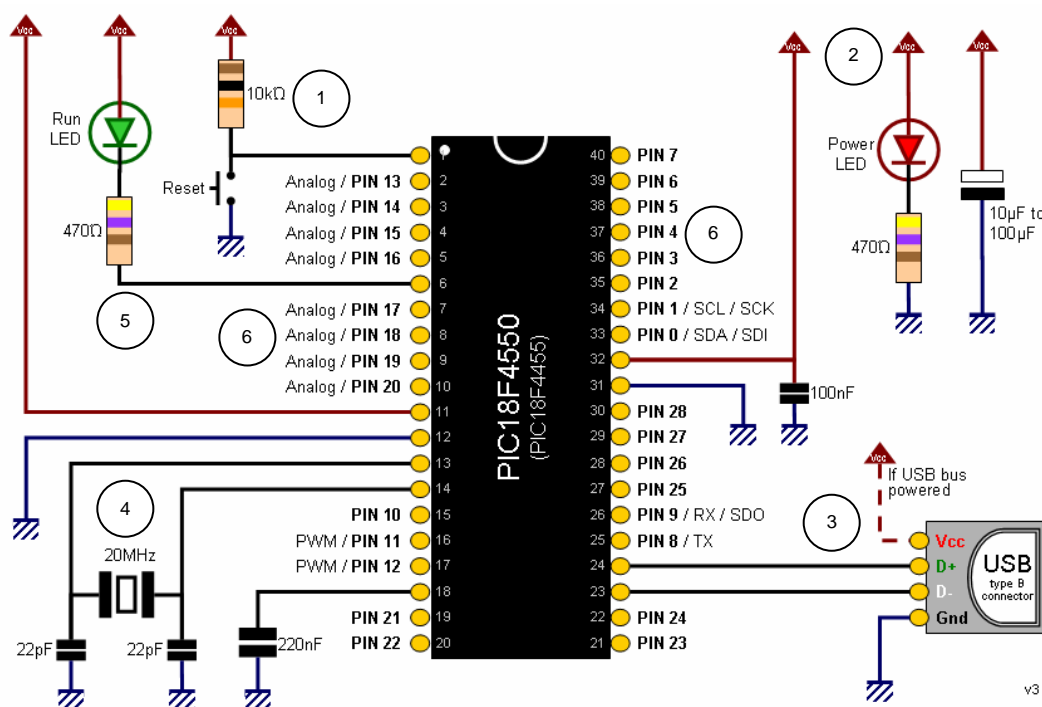 Vcc
Vcc
Vcc
Vcc
Vcc
Vcc
1
2
10kΩ
Run
LED
Power
LED
Reset
10µF to
100µF
470Ω
470Ω
5
6
6
1
Analog / PIN 13 2
Analog / PIN 14 3
Analog / PIN 15 4
Analog / PIN 16 5
6
Analog / PIN 17 7
Analog / PIN 18 8
Analog / PIN 19 9
Analog / PIN 20 10
11
12
13
14
PIN 10 15
PWM / PIN 11 16
PWM / PIN 12 17
18
PIN 21 19
PIN 22 20
PIC18F4550
(PIC18F4455)
40 PIN 7
39 PIN 6
38 PIN 5
37 PIN 4
36 PIN 3
35 PIN 2
34 PIN 1 / SCL / SCK
33 PIN 0 / SDA / SDI
32
31
30 PIN 28
29 PIN 27
28 PIN 26
27 PIN 25
26 PIN 9 / RX / SDO
25 PIN 8 / TX
24
23
22 PIN 24
21 PIN 23
100nF
4
20MHz
22pF
22pF
220nF
Vcc
If USB bus
powered
3
Vcc
D+
D-
Gnd
USB
type B
connector
v3